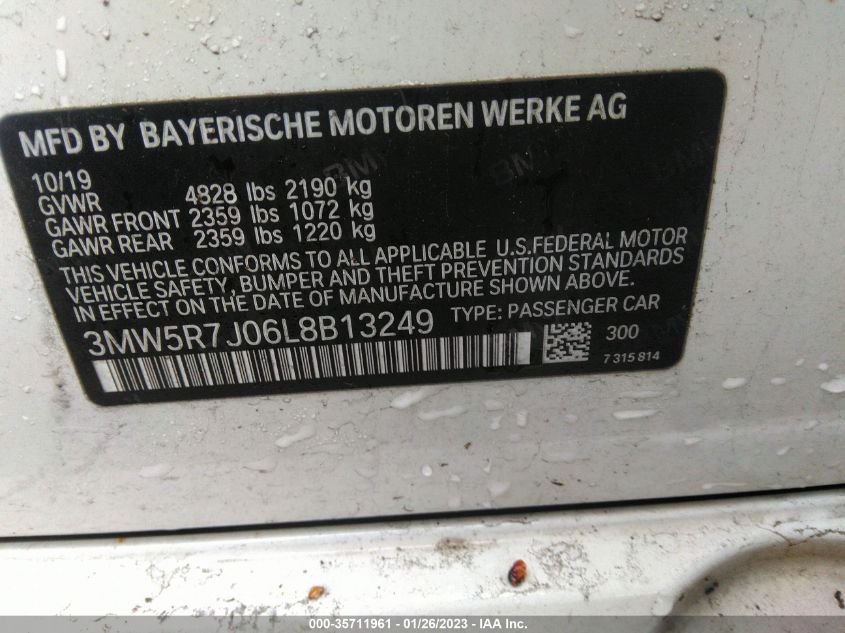 MFD BY BAYERISCHE MOTOREN WERKE AG
10/19
GVWR 4828 lbs 2190 kg
GAWR FRONT 2359 lbs 1072 kg
GAWR REAR 2359 lbs 1220 kg
THIS VEHICLE CONFORMS TO ALL APPLICABLE U.S.FEDERAL MOTOR
VEHICLE SAFETY, BUMPER AND THEFT PREVENTION STANDARDS
IN EFFECT ON THE DATE OF MANUFACTURE SHOWN ABOVE.
3MW5R7J06L8B13249 TYPE: PASSENGER CAR
300
7 315 814
000-35711961 - 01/26/2023 - © IAA Inc.